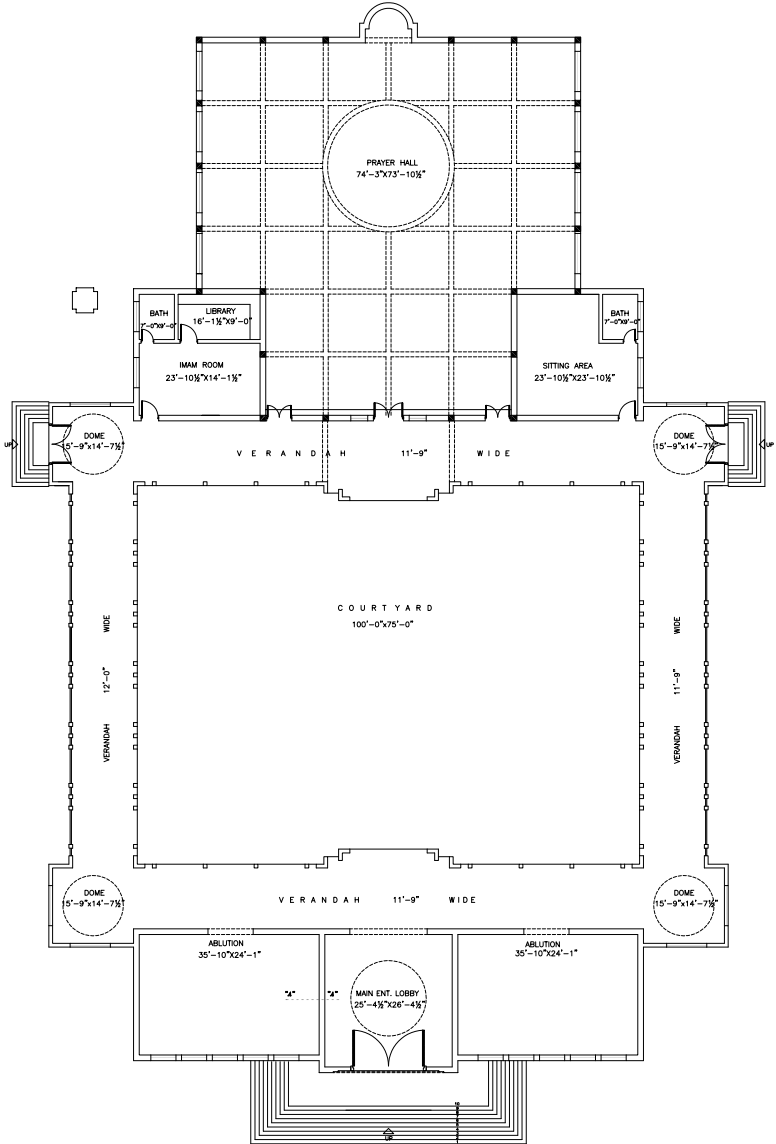 PRAYER HALL
74'-3"X73'-10½"
BATH
7'-0"X9'-0"
LIBRARY
16'-1½"X9'-0"
BATH
7'-0"X9'-0"
IMAM ROOM
23'-10½"X14'-1½"
SITTING AREA
23'-10½"X23'-10½"
UP
DOME
15'-9"x14'-7½"
VERANDAH 11'-9" WIDE
DOME
15'-9"x14'-7½"
UP
COURTYARD
100'-0"x75'-0"
VERANDAH 12'-0" WIDE
VERANDAH 11'-9" WIDE
DOME
15'-9"x14'-7½"
VERANDAH 11'-9" WIDE
DOME
15'-9"x14'-7½"
ABLUTION
35'-10"X24'-1"
ABLUTION
35'-10"X24'-1"
"4" "4"
MAIN ENT. LOBBY
25'-4½"X26'-4½"
10
UP